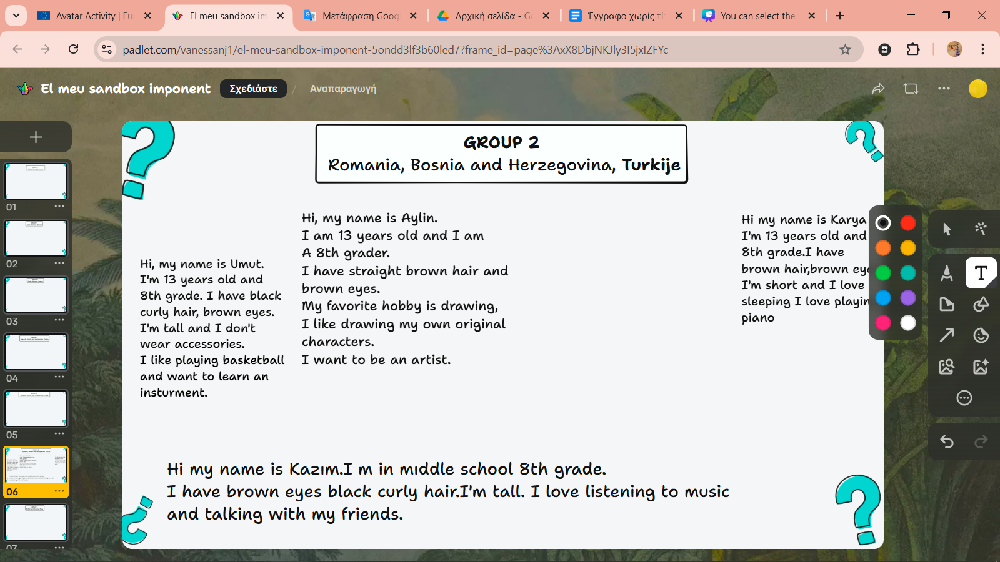 Avatar Activity | Eur
El meu sandbox im
Μετάφραση Goog
Αρχική σελίδα - Go
Έγγραφο χωρίς τί
You can select the
padlet.com/vanessanj1/el-meu-sandbox-imponent-5ondd3lf3b60led7?frame_id=page%3AxX8DbjNKJly3I5jxlZFYc
El meu sandbox imponent
Σχεδιάστε
/
Αναπαραγωγή
GROUP 2
Romania, Bosnia and Herzegovina, Turkije
Hi, my name is Umut.
I'm 13 years old and
8th grade. I have black
curly hair, brown eyes.
I'm tall and I don't
wear accessories.
I like playing basketball
and want to learn an
insturment.
Hi, my name is Aylin.
I am 13 years old and I am
A 8th grader.
I have straight brown hair and
brown eyes.
My favorite hobby is drawing,
I like drawing my own original
characters.
I want to be an artist.
Hi my name is Karya
I'm 13 years old and
8th grade.I have
brown hair,brown eye
I'm short and I love
sleeping I love playin
piano
Hi my name is Kazım.I m in mıddle school 8th grade.
I have brown eyes black curly hair.I'm tall. I love listening to music
and talking with my friends.
01
02
03
04
05
06
07
T